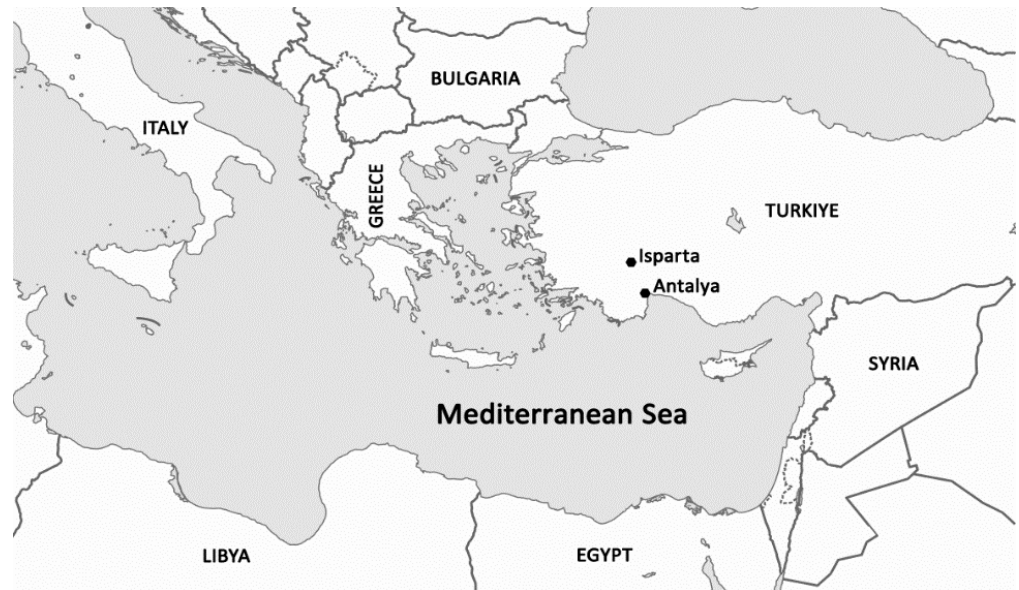 BULGARIA
ITALY
GREECE
TURKIYE
Isparta
Antalya
SYRIA
Mediterranean Sea
LIBYA
EGYPT